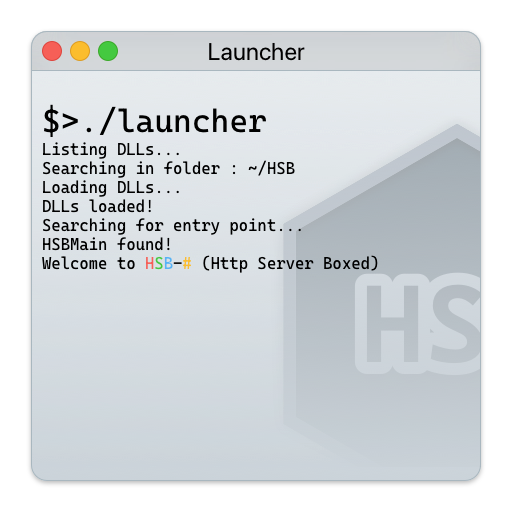 Launcher
$>./launcher
Listing DLLs...
Searching in folder : ~/HSB
Loading DLLs...
DLLs loaded!
Searching for entry point...
HSBMain found!
Welcome to HSB-# (Http Server Boxed)
HS